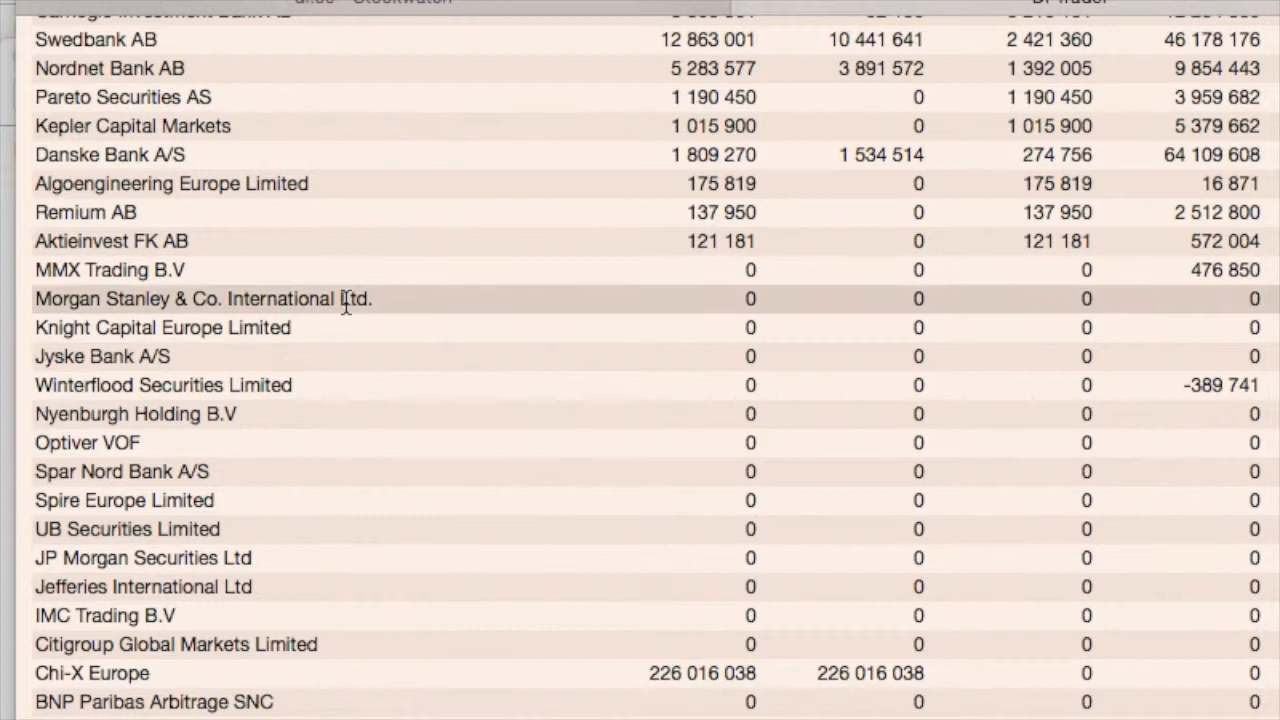 Swedbank AB 12 863 001 10 441 641 2 421 360 46 178 176
Nordnet Bank AB 5 283 577 3 891 572 1 392 005 9 854 443
Pareto Securities AS 1 190 450 0 1 190 450 3 959 682
Kepler Capital Markets 1 015 900 0 1 015 900 5 379 662
Danske Bank A/S 1 809 270 1 534 514 274 756 64 109 608
Algoengineering Europe Limited 175 819 0 175 819 16 871
Remium AB 137 950 0 137 950 2 512 800
Aktieinvest FK AB 121 181 0 121 181 572 004
MMX Trading B.V 0 0 0 476 850
Morgan Stanley & Co. International Ltd. 0 0 0 0
Knight Capital Europe Limited 0 0 0 0
Jyske Bank A/S 0 0 0 0
Winterflood Securities Limited 0 0 0 -389 741
Nyenburgh Holding B.V 0 0 0 0
Optiver VOF 0 0 0 0
Spar Nord Bank A/S 0 0 0 0
Spire Europe Limited 0 0 0 0
UB Securities Limited 0 0 0 0
JP Morgan Securities Ltd 0 0 0 0
Jefferies International Ltd 0 0 0 0
IMC Trading B.V 0 0 0 0
Citigroup Global Markets Limited 0 0 0 0
Chi-X Europe 226 016 038 226 016 038 0 0
BNP Paribas Arbitrage SNC 0 0 0 0